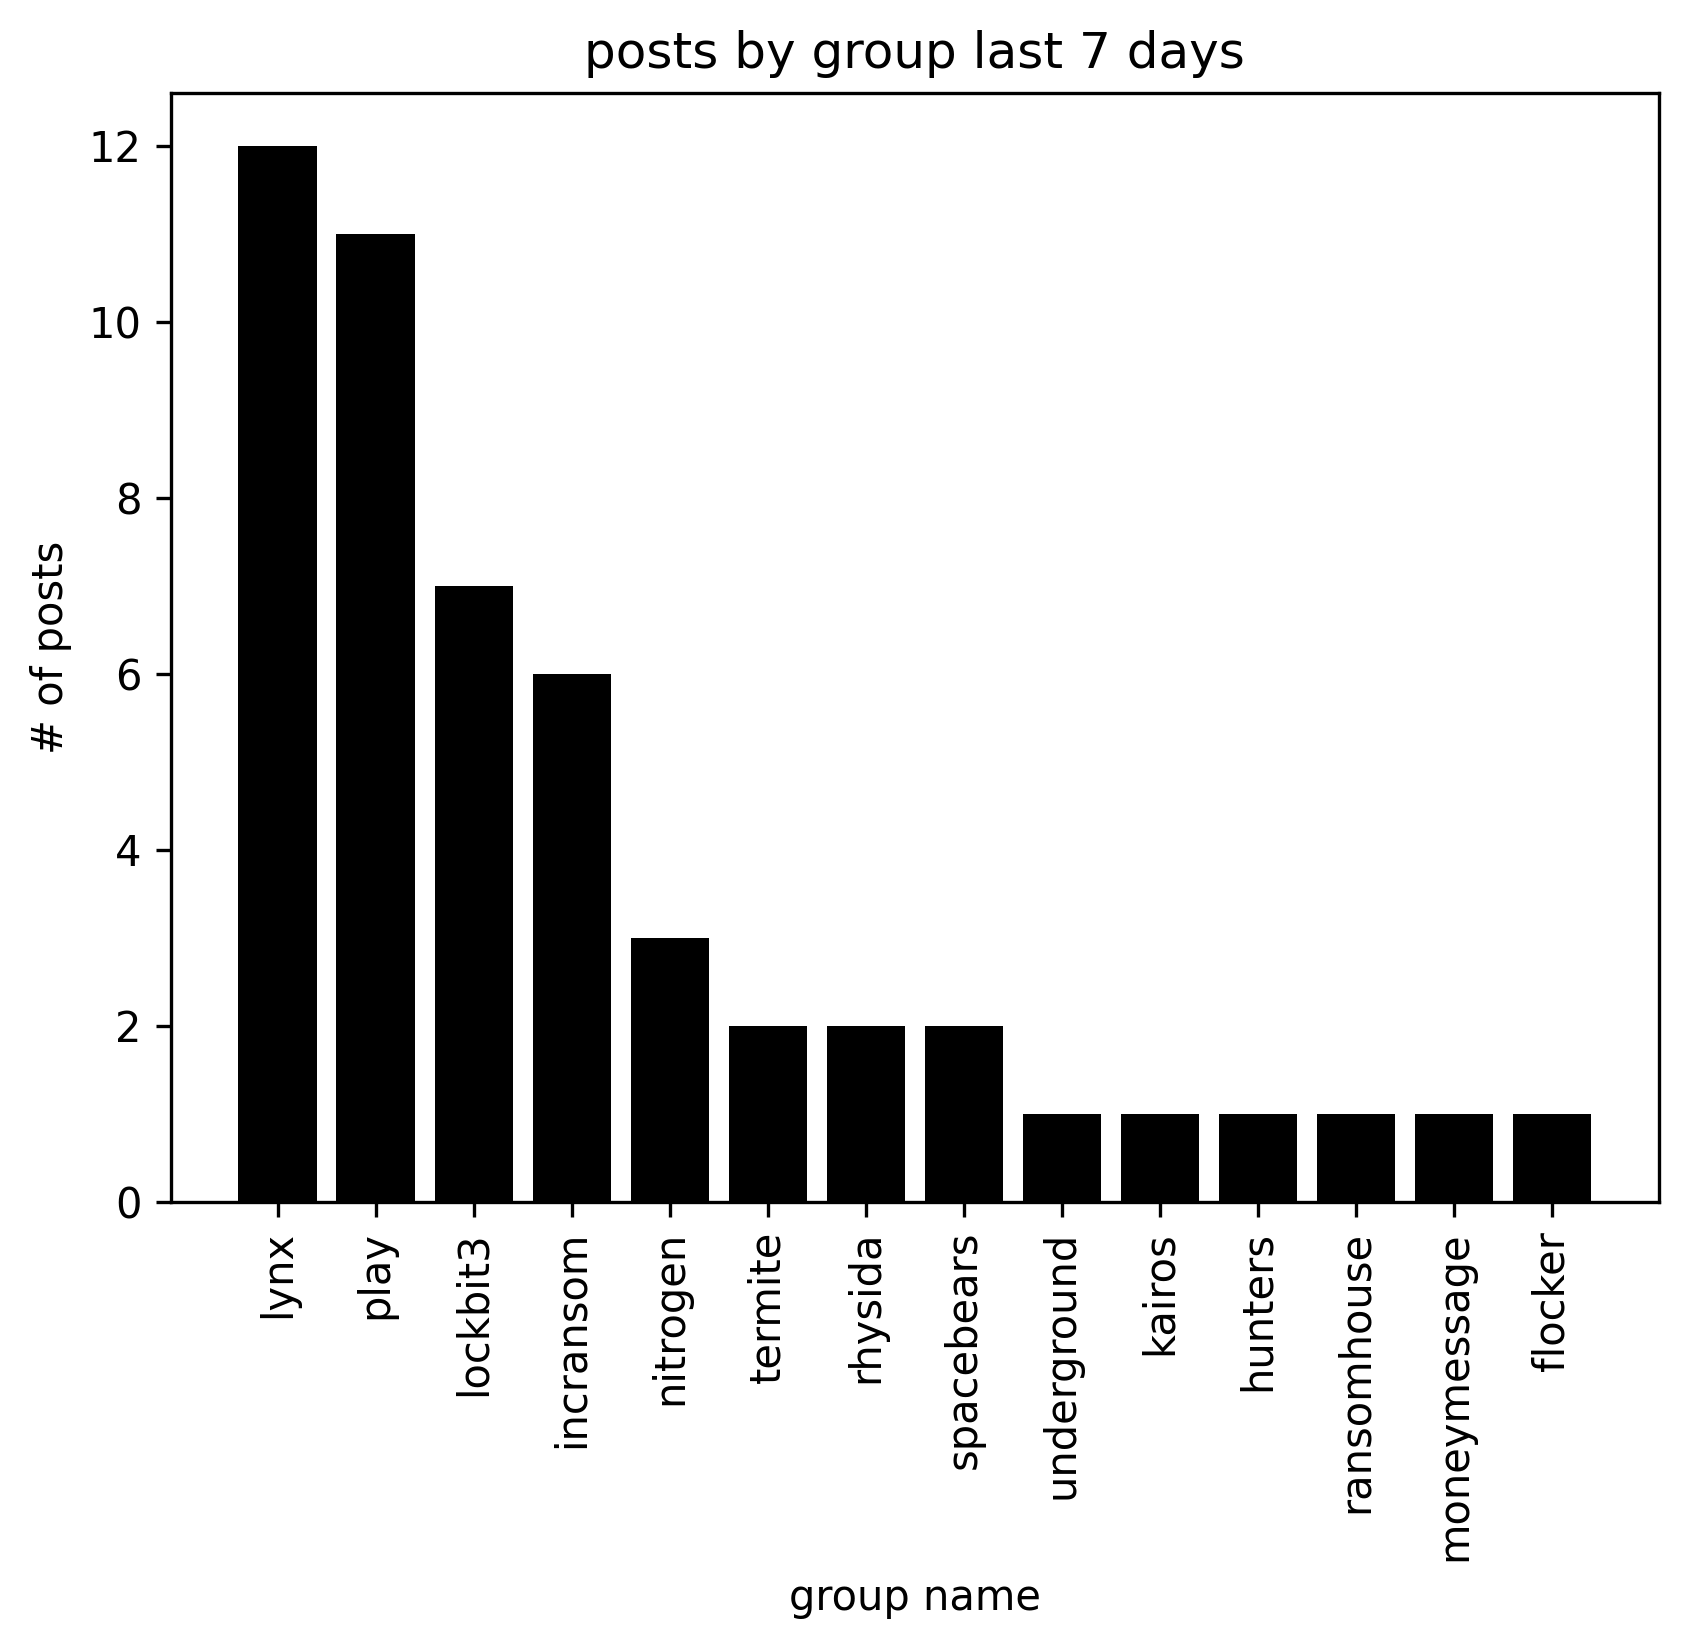 posts by group last 7 days
12
10
8
6
4
2
0
# of posts
lynx
play
lockbit3
incransom
nitrogen
termite
rhysida
spacebears
underground
kairos
hunters
ransomhouse
moneymessage
flocker
group name